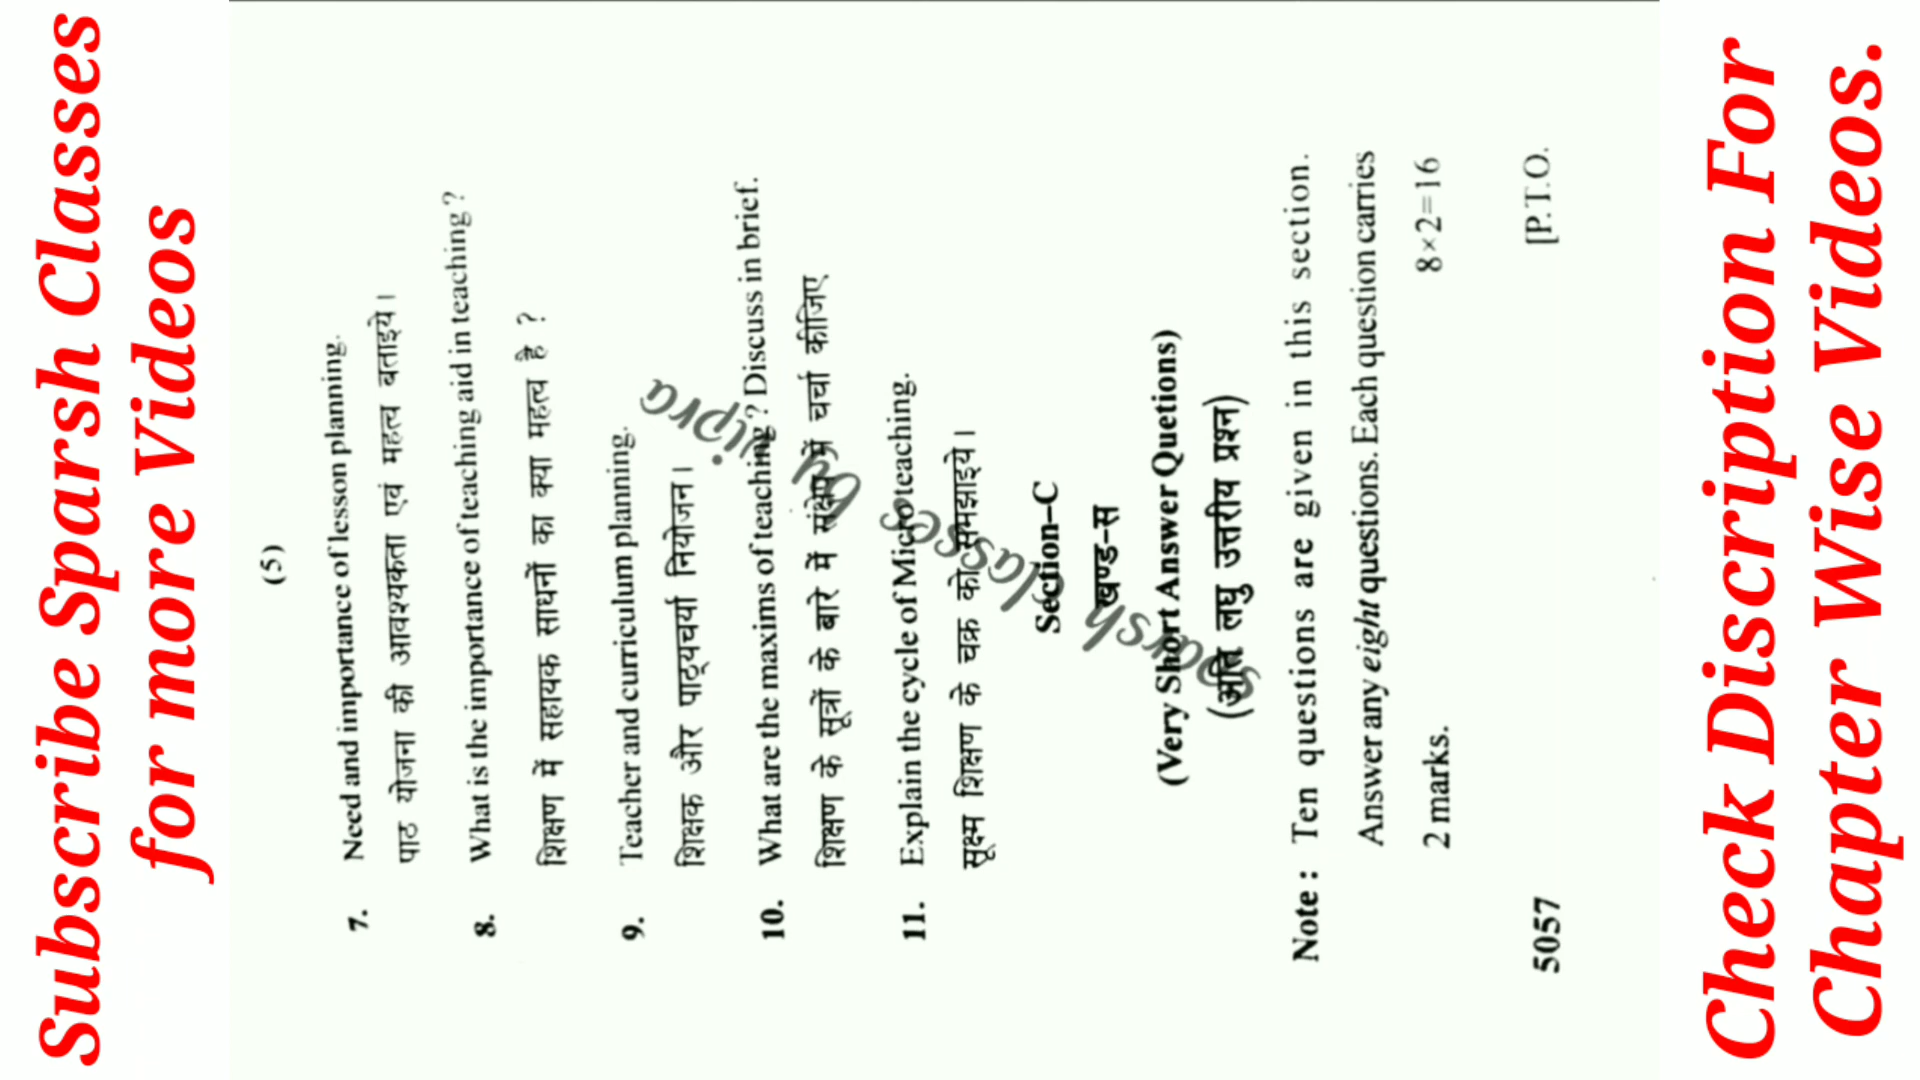 Subscribe Sparsh Classes
for more Videos
(5)
7. Need and importance of lesson planning.
पाठ योजना की आवश्यकता एवं महत्व बताइये।
8. What is the importance of teaching aid in teaching ?
शिक्षण में सहायक साधनों का क्या महत्व है ?
9. Teacher and curriculum planning.
शिक्षक और पाठ्यचर्या नियोजन।
10. What are the maxims of teaching ? Discuss in brief.
शिक्षण के सूत्रों के बारे में संक्षेप में चर्चा कीजिए
11. Explain the cycle of Microteaching.
सूक्ष्म शिक्षण के चक्र को समझाइये।
Section–C
खण्ड–स
(Very Short Answer Quetions)
(अति लघु उत्तरीय प्रश्न)
Note : Ten questions are given in this section.
Answer any eight questions. Each question carries
2 marks. 8×2=16
5057 [P.T.O.
sparsh classes by vipra
Check Discription For
Chapter Wise Videos.